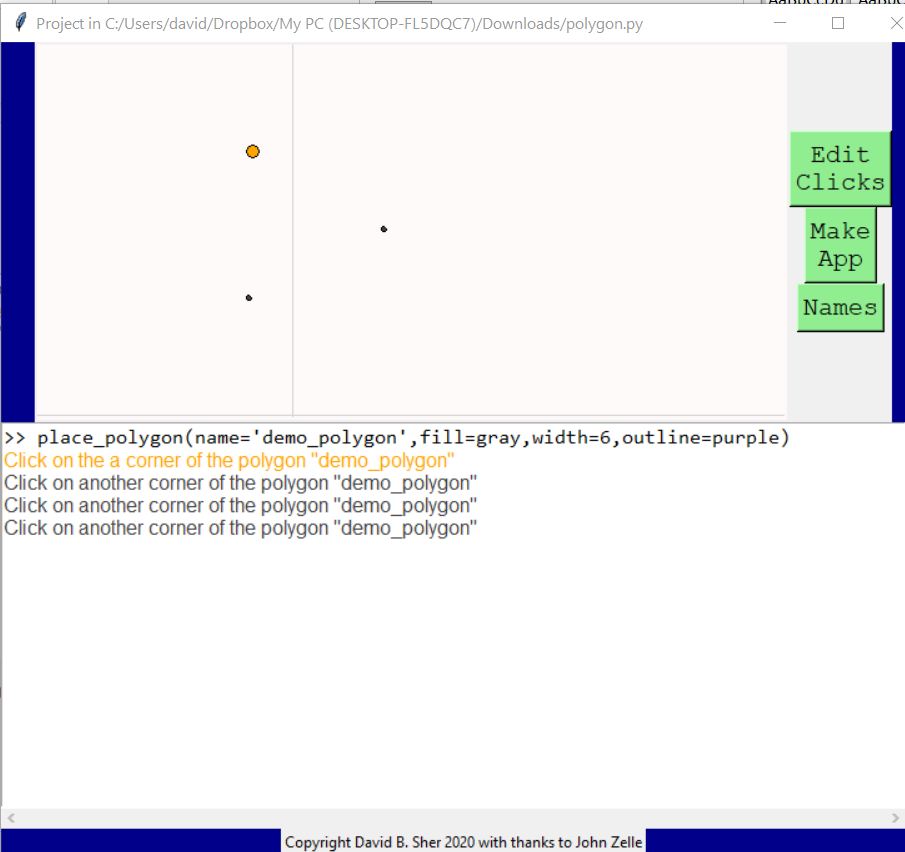 Project in C:/Users/david/Dropbox/My PC (DESKTOP-FL5DQC7)/Downloads/polygon.py
Edit
Clicks
Make
App
Names
>> place_polygon(name='demo_polygon',fill=gray,width=6,outline=purple)
Click on the a corner of the polygon "demo_polygon"
Click on another corner of the polygon "demo_polygon"
Click on another corner of the polygon "demo_polygon"
Click on another corner of the polygon "demo_polygon"
Copyright David B. Sher 2020 with thanks to John Zelle